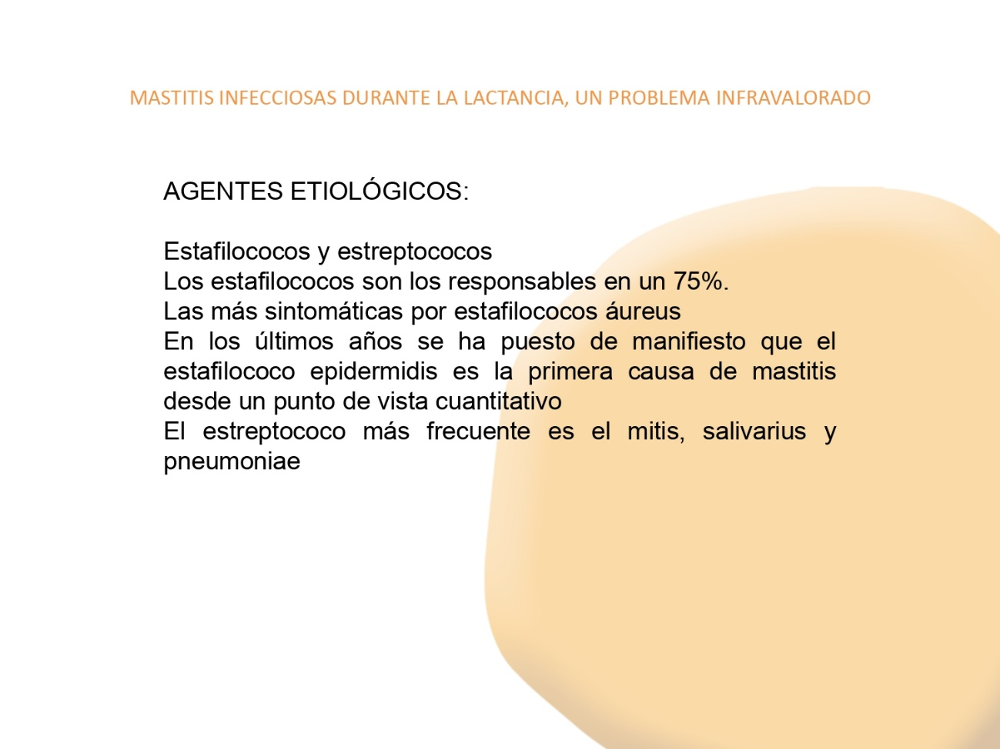 MASTITIS INFECCIOSAS DURANTE LA LACTANCIA, UN PROBLEMA INFRAVALORADO
AGENTES ETIOLÓGICOS:
Estafilococos y estreptococos
Los estafilococos son los responsables en un 75%.
Las más sintomáticas por estafilococos áureus
En los últimos años se ha puesto de manifiesto que el
estafilococo epidermidis es la primera causa de mastitis
desde un punto de vista cuantitativo
El estreptococo más frecuente es el mitis, salivarius y
pneumoniae